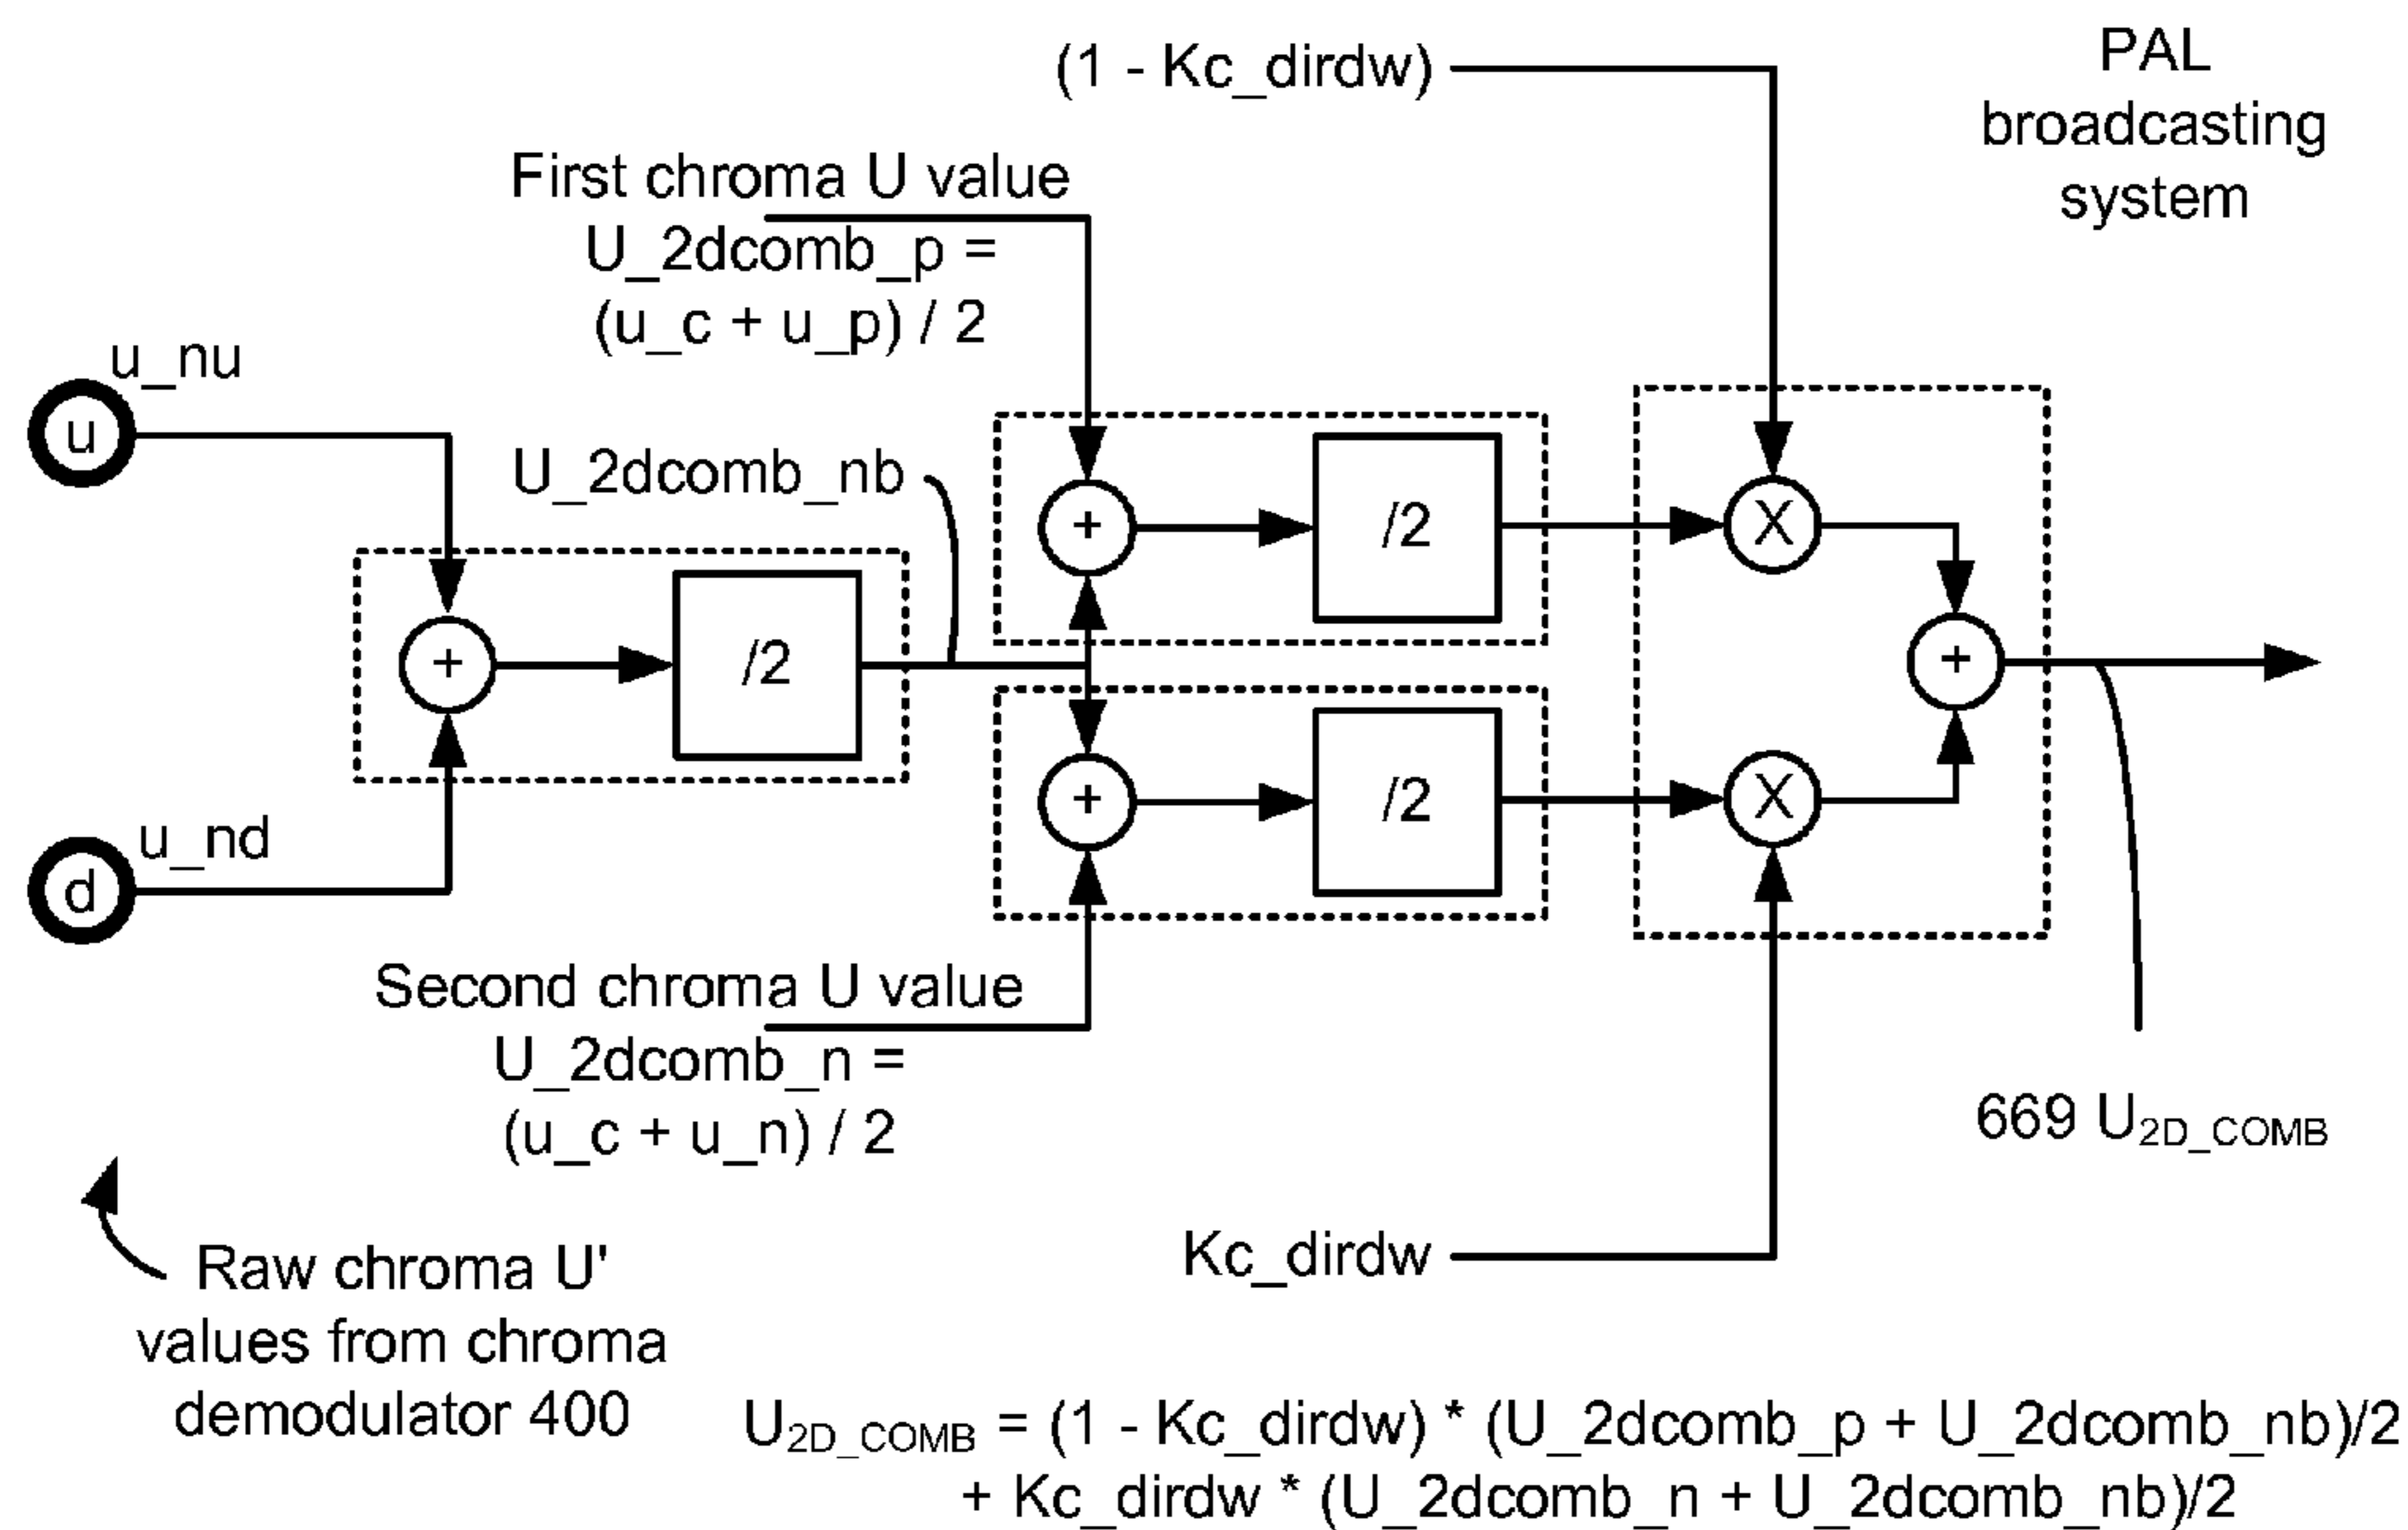 (1 - Kc_dirdw)
PAL
broadcasting
system
First chroma U value
U_2dcomb_p =
(u_c + u_p) / 2
u_nu
u
U_2dcomb_nb
+
/2
X
+
/2
+
+
/2
X
u_nd
d
Second chroma U value
U_2dcomb_n =
(u_c + u_n) / 2
669 U2D_COMB
Kc_dirdw
Raw chroma U'
values from chroma
demodulator 400
U2D_COMB = (1 - Kc_dirdw) * (U_2dcomb_p + U_2dcomb_nb)/2
+ Kc_dirdw * (U_2dcomb_n + U_2dcomb_nb)/2